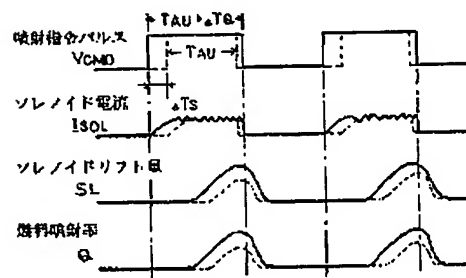 TAU+△TQ
噴射指令パルス
VCMD
TAU
ソレノイド電流
ISOL
△TS
ソレノイドリフト量
SL
燃料噴射率
Q